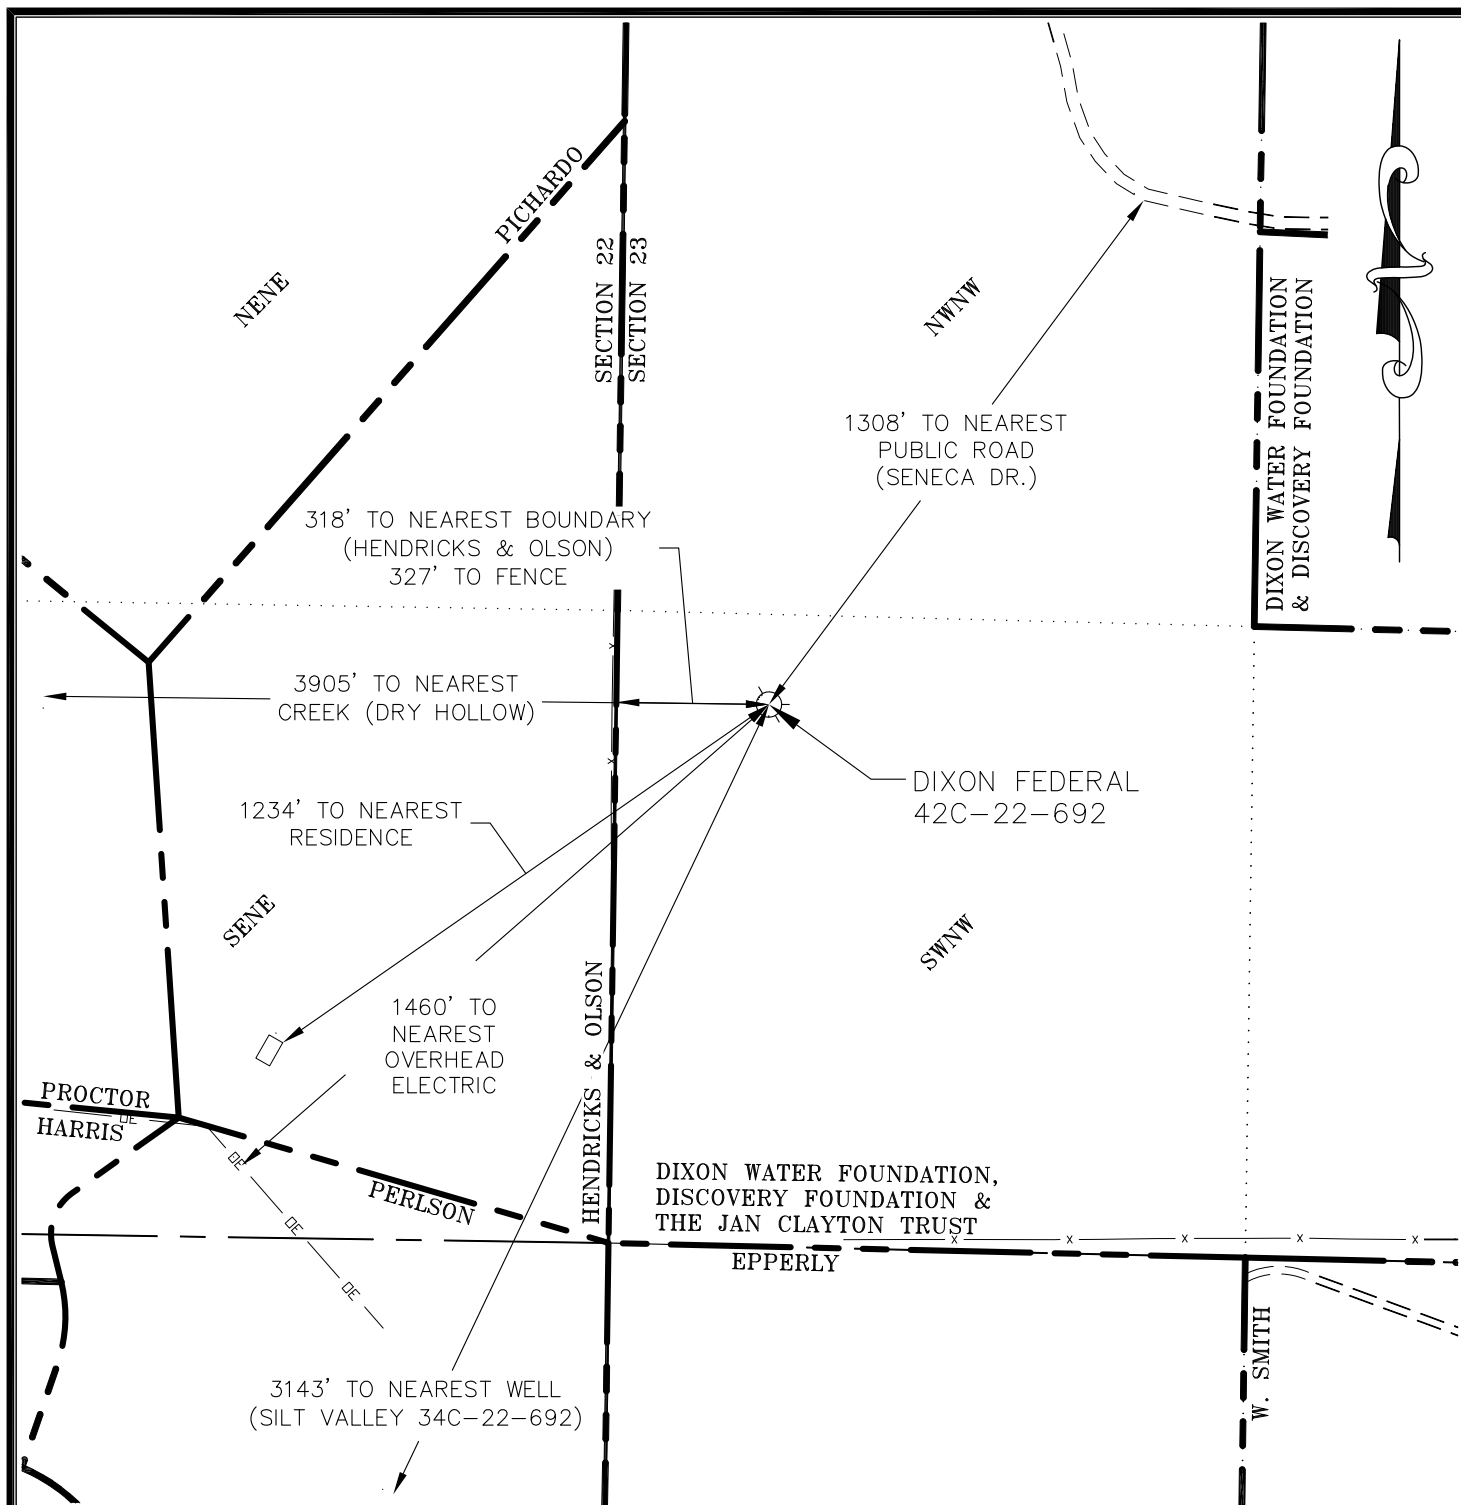 PICHARDO
NENE
SECTION 22
SECTION 23
NWNW
DIXON WATER FOUNDATION
& DISCOVERY FOUNDATION
1308' TO NEAREST
PUBLIC ROAD
(SENECA DR.)
318' TO NEAREST BOUNDARY
(HENDRICKS & OLSON)
327' TO FENCE
3905' TO NEAREST
CREEK (DRY HOLLOW)
DIXON FEDERAL
42C-22-692
1234' TO NEAREST
RESIDENCE
SENE
SWNW
1460' TO
NEAREST
OVERHEAD
ELECTRIC
HENDRICKS & OLSON
PROCTOR
HARRIS
OE
OE
OE
OE
PERLSON
DIXON WATER FOUNDATION,
DISCOVERY FOUNDATION &
THE JAN CLAYTON TRUST
X X X X X
EPPERLY
W. SMITH
3143' TO NEAREST WELL
(SILT VALLEY 34C-22-692)